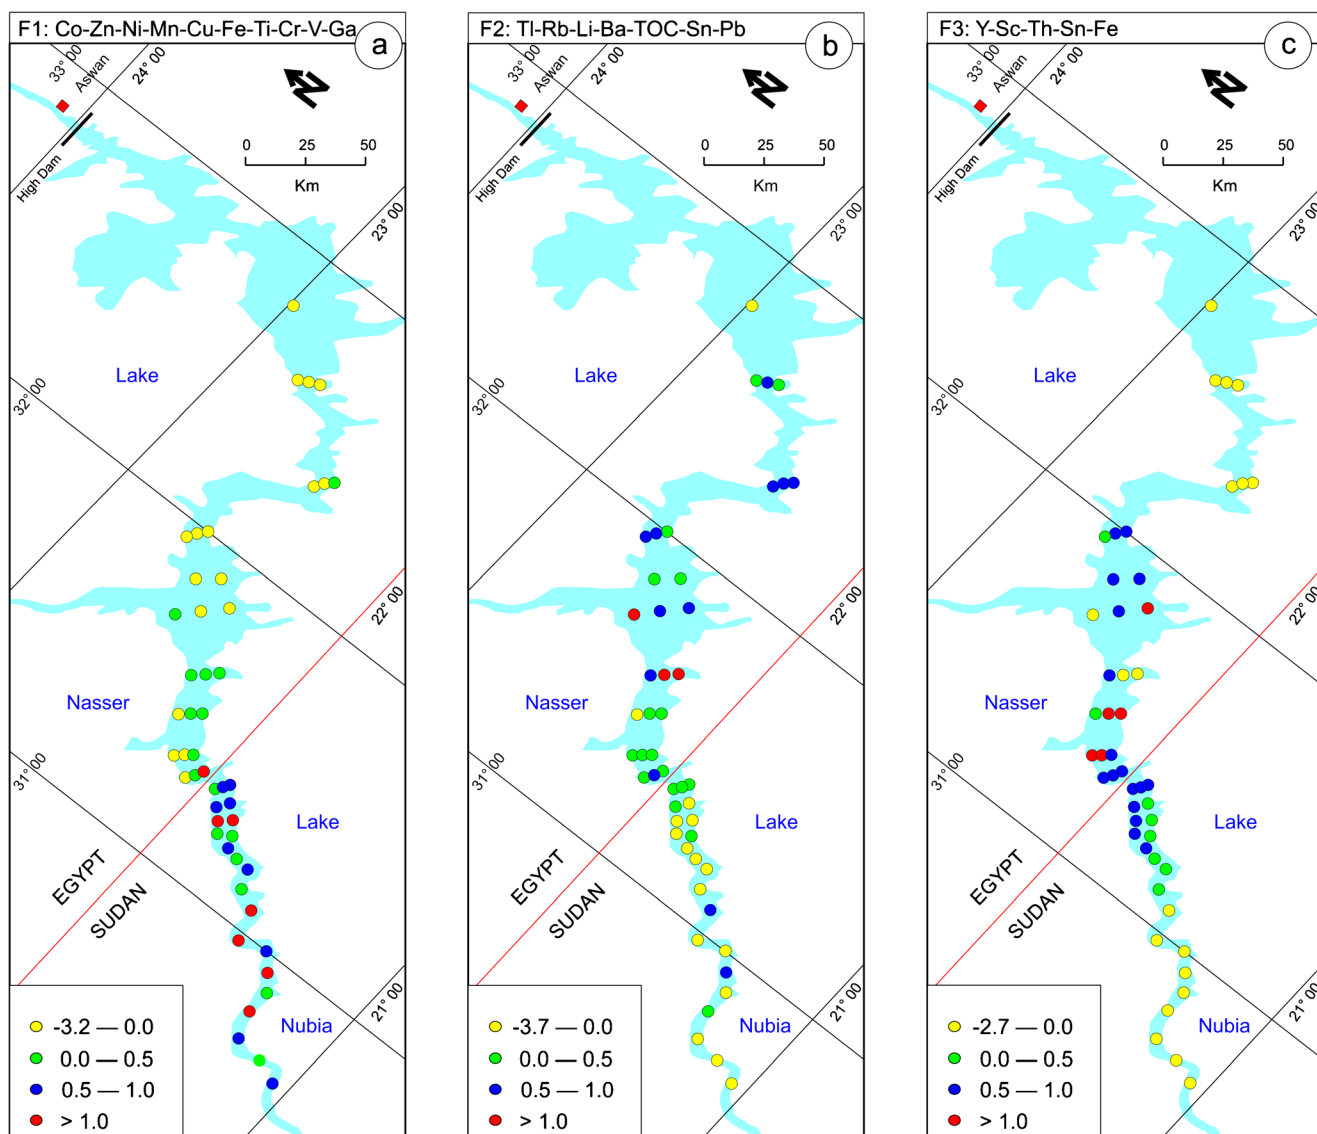 F1: Co-Zn-Ni-Mn-Cu-Fe-Ti-Cr-V-Ga
a
33° 00
Aswan
24° 00
N
High Dam
0 25 50
Km
23° 00
Lake
32° 00
22° 00
Nasser
31° 00
Lake
EGYPT
SUDAN
21° 00
Nubia
-3.2 — 0.0
0.0 — 0.5
0.5 — 1.0
> 1.0
F2: Tl-Rb-Li-Ba-TOC-Sn-Pb
b
33° 00
Aswan
24° 00
N
High Dam
0 25 50
Km
23° 00
Lake
32° 00
22° 00
Nasser
31° 00
Lake
EGYPT
SUDAN
21° 00
Nubia
-3.7 — 0.0
0.0 — 0.5
0.5 — 1.0
> 1.0
F3: Y-Sc-Th-Sn-Fe
c
33° 00
Aswan
24° 00
N
High Dam
0 25 50
Km
23° 00
Lake
32° 00
22° 00
Nasser
31° 00
Lake
EGYPT
SUDAN
21° 00
Nubia
-2.7 — 0.0
0.0 — 0.5
0.5 — 1.0
> 1.0